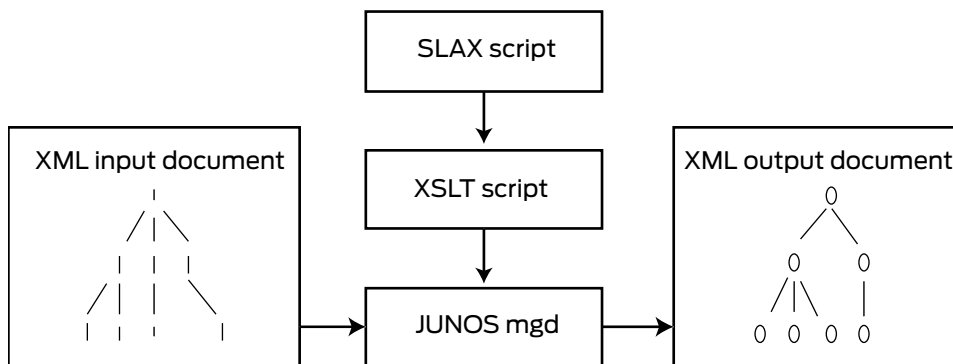 SLAX script
XML input document
XSLT script
XML output document
JUNOS mgd